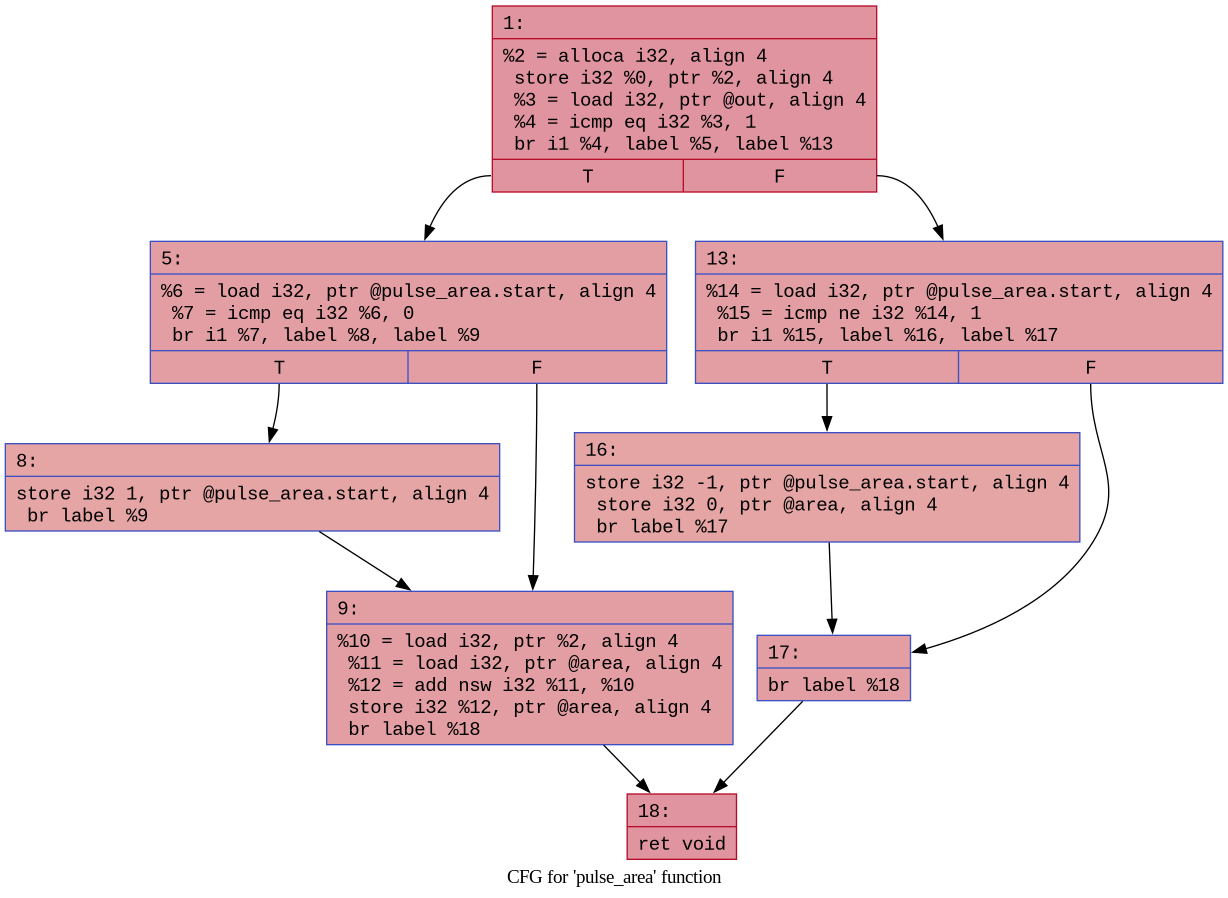 1:
%2 = alloca i32, align 4
store i32 %0, ptr %2, align 4
%3 = load i32, ptr @out, align 4
%4 = icmp eq i32 %3, 1
br i1 %4, label %5, label %13
T F
5:
%6 = load i32, ptr @pulse_area.start, align 4
%7 = icmp eq i32 %6, 0
br i1 %7, label %8, label %9
T F
13:
%14 = load i32, ptr @pulse_area.start, align 4
%15 = icmp ne i32 %14, 1
br i1 %15, label %16, label %17
T F
8:
store i32 1, ptr @pulse_area.start, align 4
br label %9
16:
store i32 -1, ptr @pulse_area.start, align 4
store i32 0, ptr @area, align 4
br label %17
9:
%10 = load i32, ptr %2, align 4
%11 = load i32, ptr @area, align 4
%12 = add nsw i32 %11, %10
store i32 %12, ptr @area, align 4
br label %18
17:
br label %18
18:
ret void
CFG for 'pulse_area' function